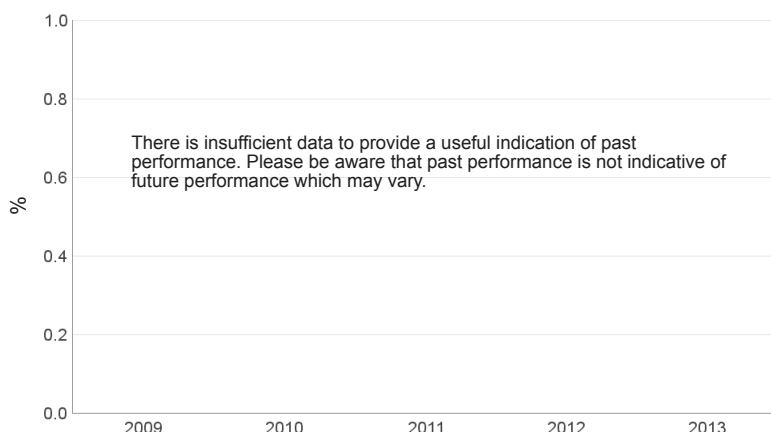 1.0
0.8
There is insufficient data to provide a useful indication of past
performance. Please be aware that past performance is not indicative of
0.6
future performance which may vary.
%
0.4
0.2
0.0
2009 2010 2011 2012 2013